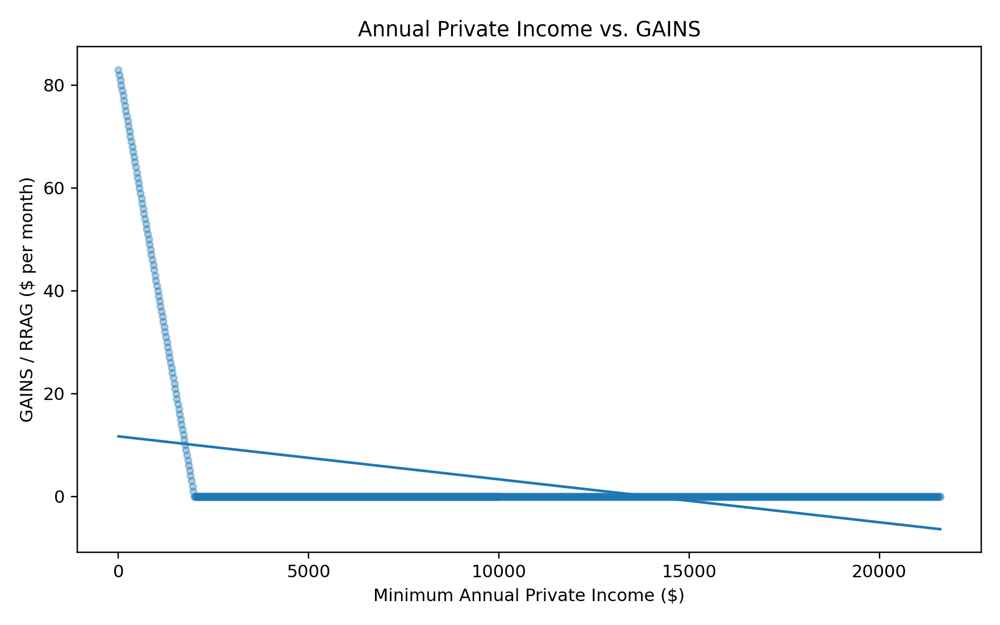 Annual Private Income vs. GAINS
GAINS / RRAG ($ per month)
80
60
40
20
0
0 5000 10000 15000 20000
Minimum Annual Private Income ($)